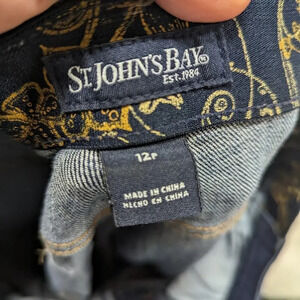 ST. JOHN'S BAY®
Est. 1984
12P
MADE IN CHINA
HECHO EN CHINA